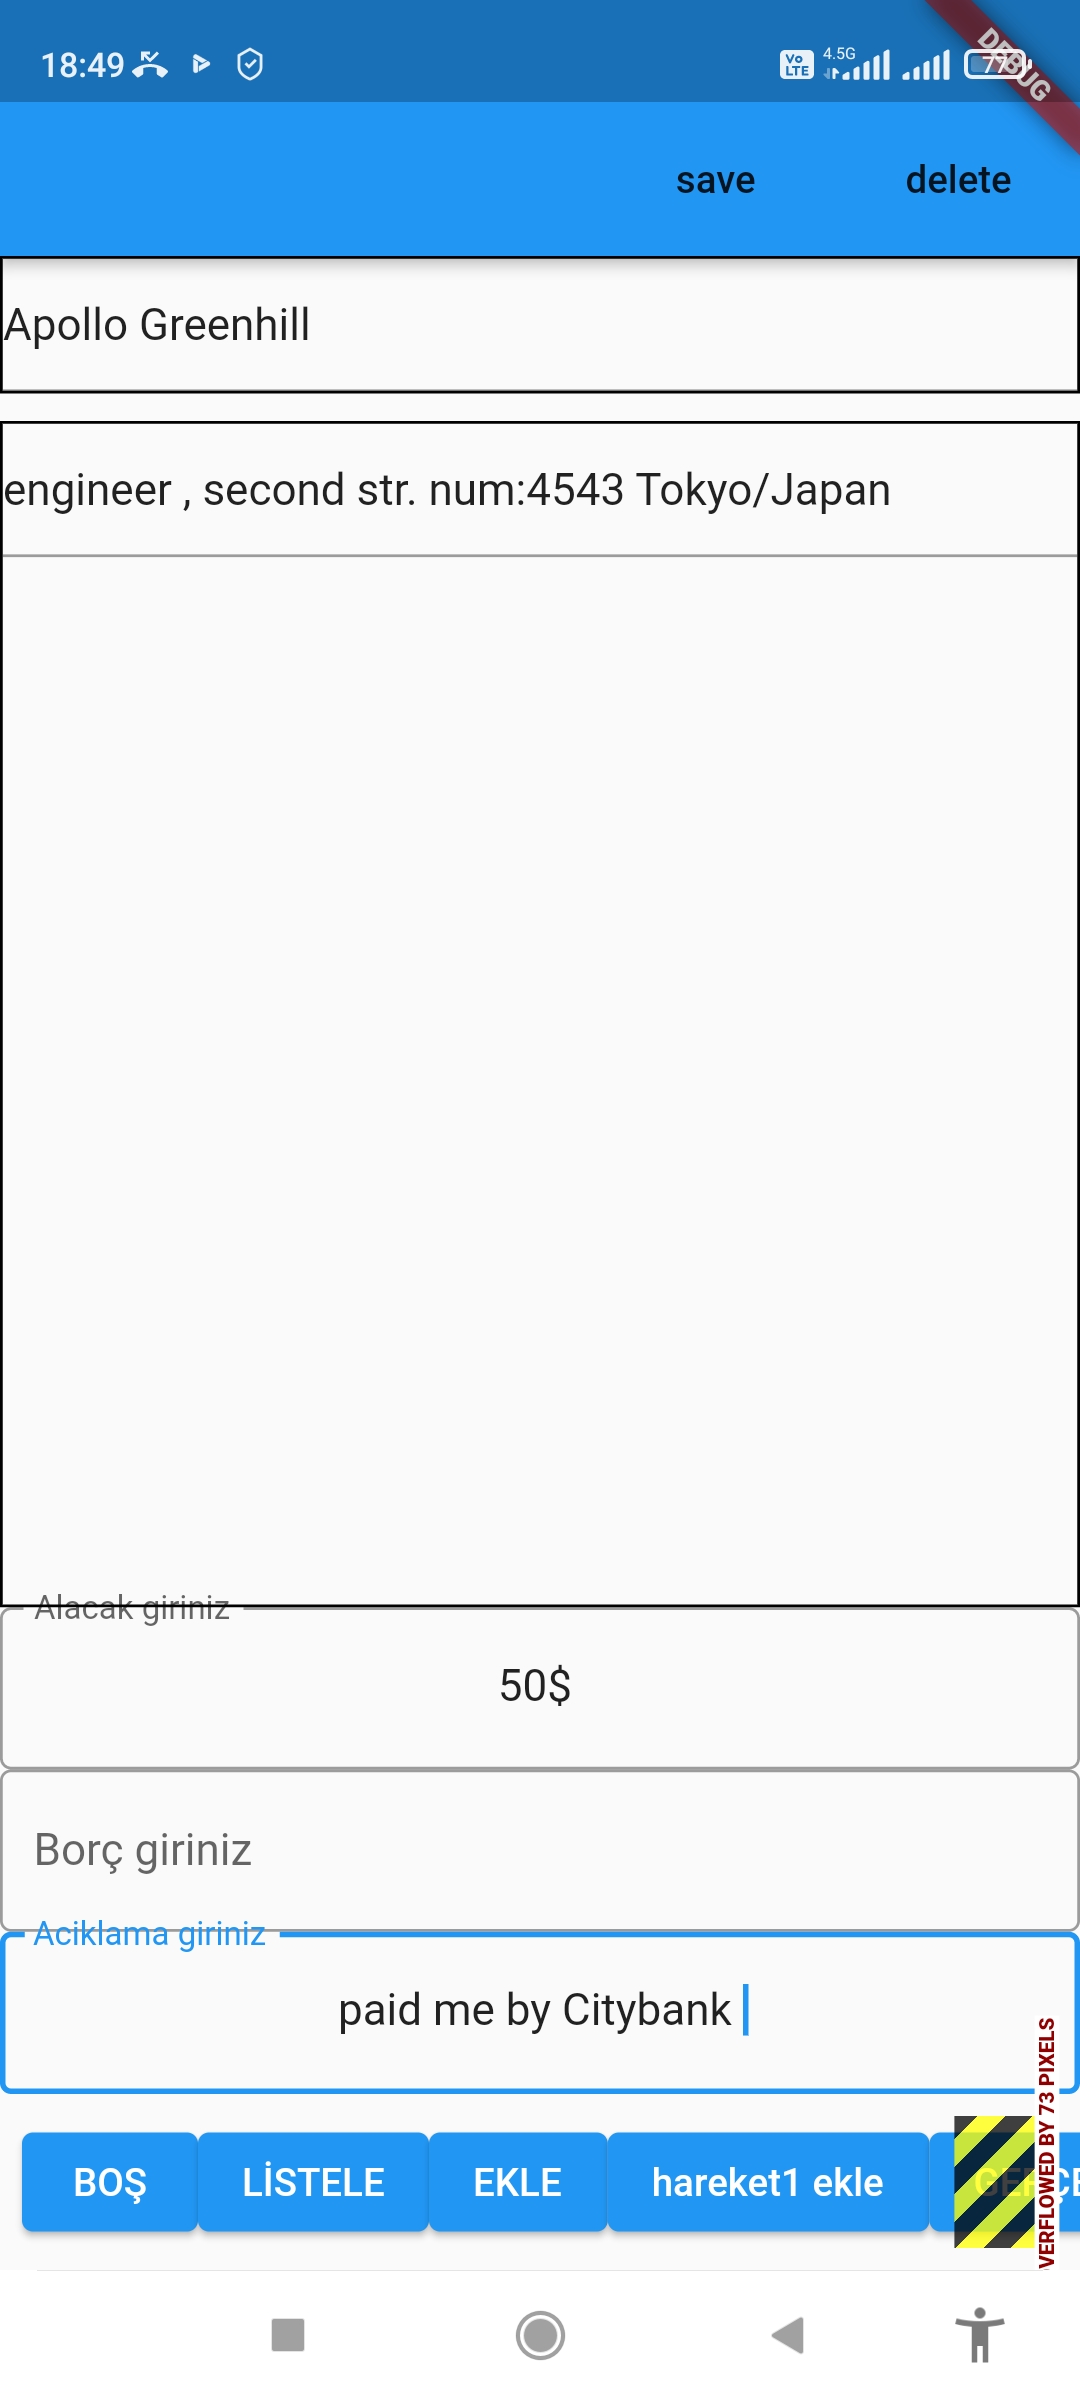 18:49
Vo LTE
4.5G
77
DEBUG
save
delete
Apollo Greenhill
engineer , second str. num:4543 Tokyo/Japan
Alacak giriniz
50$
Borç giriniz
Aciklama giriniz
paid me by Citybank
BOŞ
LİSTELE
EKLE
hareket1 ekle
VERFLOWED BY 73 PIXELS